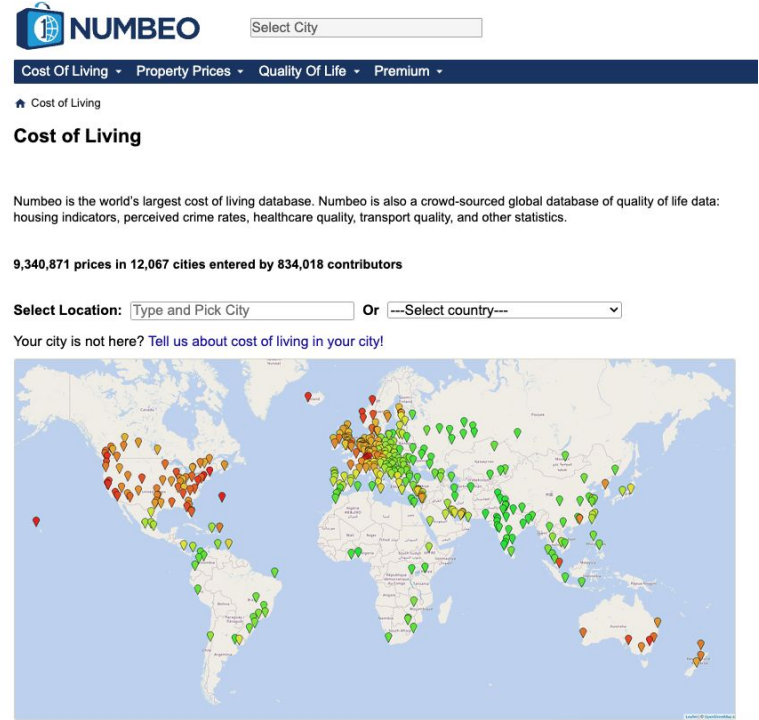 NUMBEO
Select City
Cost Of Living Property Prices Quality Of Life Premium
Cost of Living
Cost of Living
Numbeo is the world's largest cost of living database. Numbeo is also a crowd-sourced global database of quality of life data:
housing indicators, perceived crime rates, healthcare quality, transport quality, and other statistics.
9,340,871 prices in 12,067 cities entered by 834,018 contributors
Select Location: Type and Pick City Or ---Select country---
Your city is not here? Tell us about cost of living in your city!